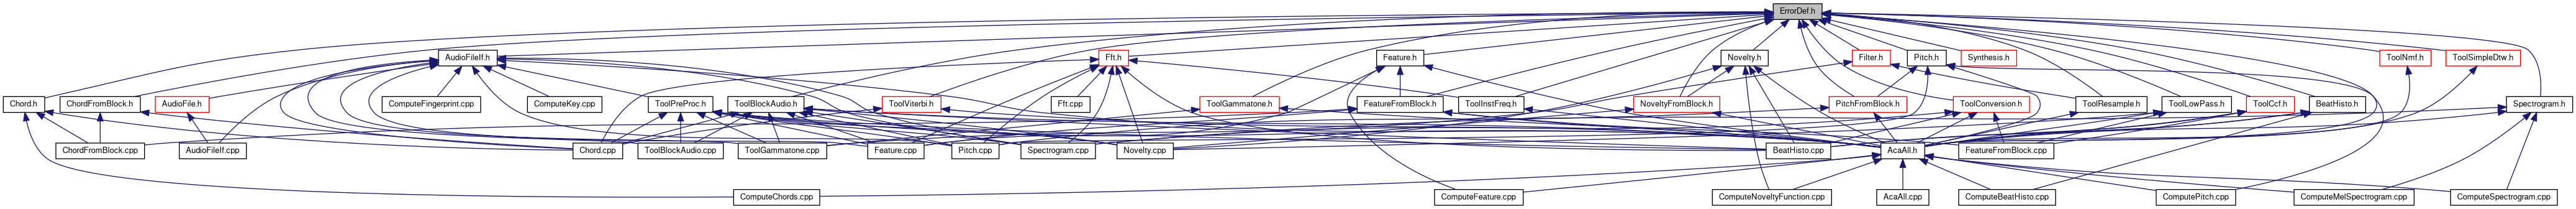 ErrorDef.h
AudioFileIf.h
Fft.h
Feature.h
Novelty.h
Filter.h
Pitch.h
Synthesis.h
ToolNmf.h
ToolSimpleDtw.h
Chord.h
ChordFromBlock.h
AudioFile.h
ComputeFingerprint.cpp
ComputeKey.cpp
ToolPreProc.h
ToolBlockAudio.h
ToolViterbi.h
Fft.cpp
ToolGammatone.h
FeatureFromBlock.h
ToolInstFreq.h
NoveltyFromBlock.h
PitchFromBlock.h
ToolConversion.h
ToolResample.h
ToolLowPass.h
ToolCcf.h
BeatHisto.h
Spectrogram.h
ChordFromBlock.cpp
AudioFileIf.cpp
Chord.cpp
ToolBlockAudio.cpp
ToolGammatone.cpp
Feature.cpp
Pitch.cpp
Spectrogram.cpp
Novelty.cpp
BeatHisto.cpp
AcaAll.h
FeatureFromBlock.cpp
ComputeChords.cpp
ComputeFeature.cpp
ComputeNoveltyFunction.cpp
AcaAll.cpp
ComputeBeatHisto.cpp
ComputePitch.cpp
ComputeMelSpectrogram.cpp
ComputeSpectrogram.cpp